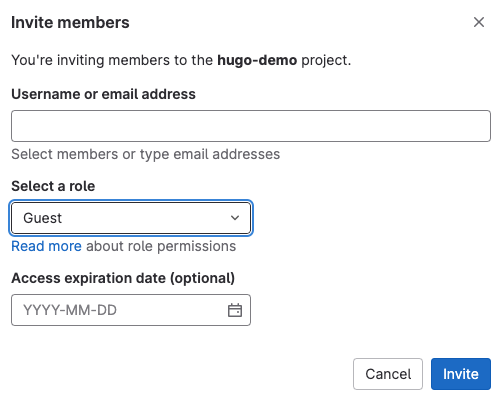 Invite members
You're inviting members to the hugo-demo project.
Username or email address
Select members or type email addresses
Select a role
Guest
Read more about role permissions
Access expiration date (optional)
YYYY-MM-DD
Cancel Invite